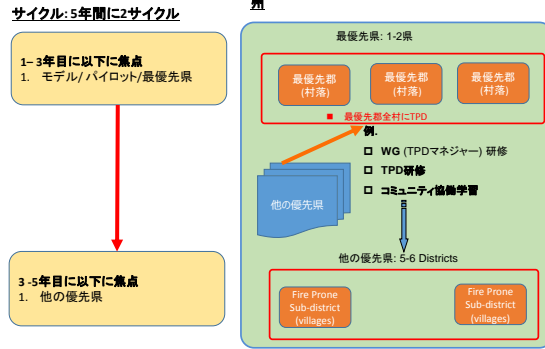 サイクル: 5年間に2サイクル
州
1– 3年目に以下に焦点
1. モデル/ パイロット/最優先県
3 -5年目に以下に焦点
1. 他の優先県
最優先県: 1-2県
最優先郡
(村落)
最優先郡
(村落)
最優先郡
(村落)
■ 最優先郡全村にTPD
例.
□ WG (TPDマネジャー) 研修
□ TPD研修
□ コミュニティ協働学習
他の優先県
他の優先県: 5-6 Districts
Fire Prone
Sub-district
(villages)
Fire Prone
Sub-district
(villages)